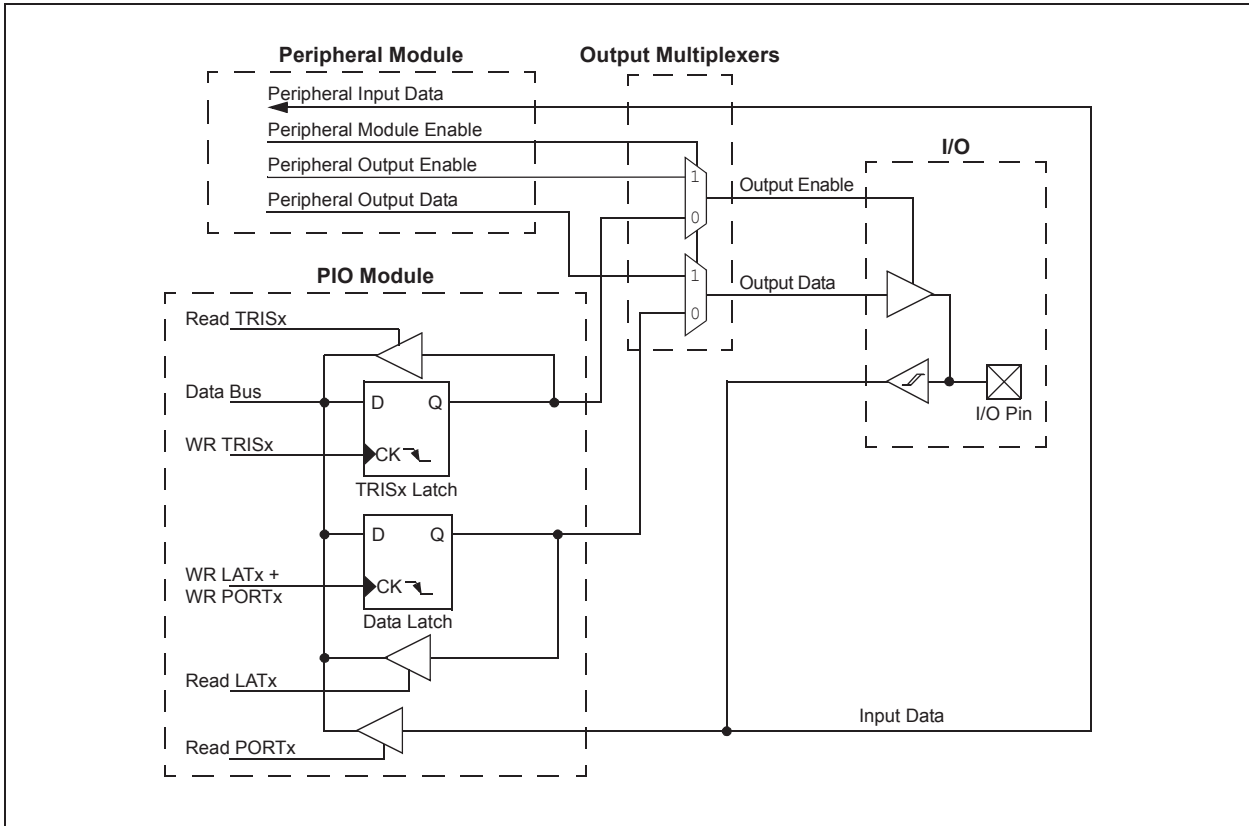 Peripheral Module
Output Multiplexers
Peripheral Input Data
Peripheral Module Enable
Peripheral Output Enable
Peripheral Output Data
1
0
1
0
Output Enable
Output Data
I/O
I/O Pin
PIO Module
Read TRISx
Data Bus
WR TRISx
D Q
CK
TRISx Latch
D Q
WR LATx +
WR PORTx
CK
Data Latch
Read LATx
Read PORTx
Input Data